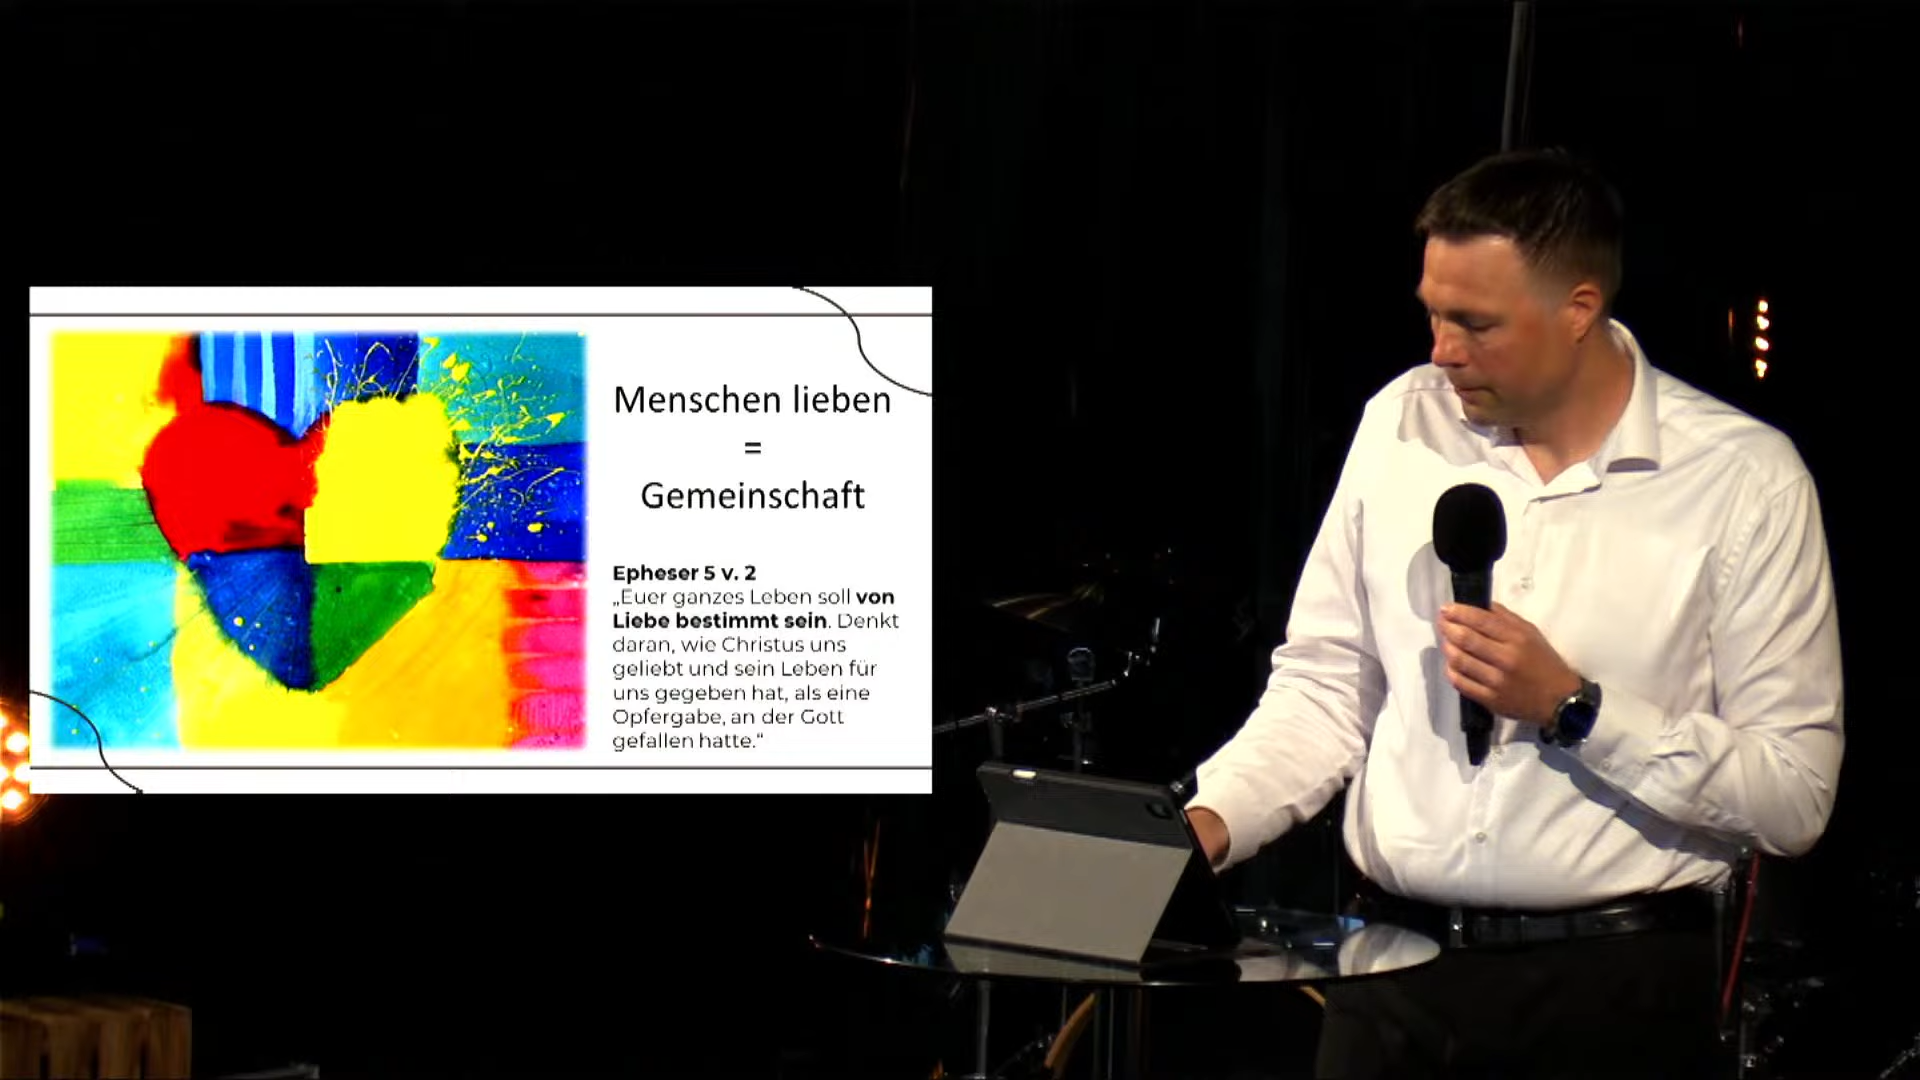 Menschen lieben
=
Gemeinschaft
Epheser 5 v. 2
„Euer ganzes Leben soll von
Liebe bestimmt sein. Denkt
daran, wie Christus uns
geliebt und sein Leben für
uns gegeben hat, als eine
Opfergabe, an der Gott
gefallen hatte.“